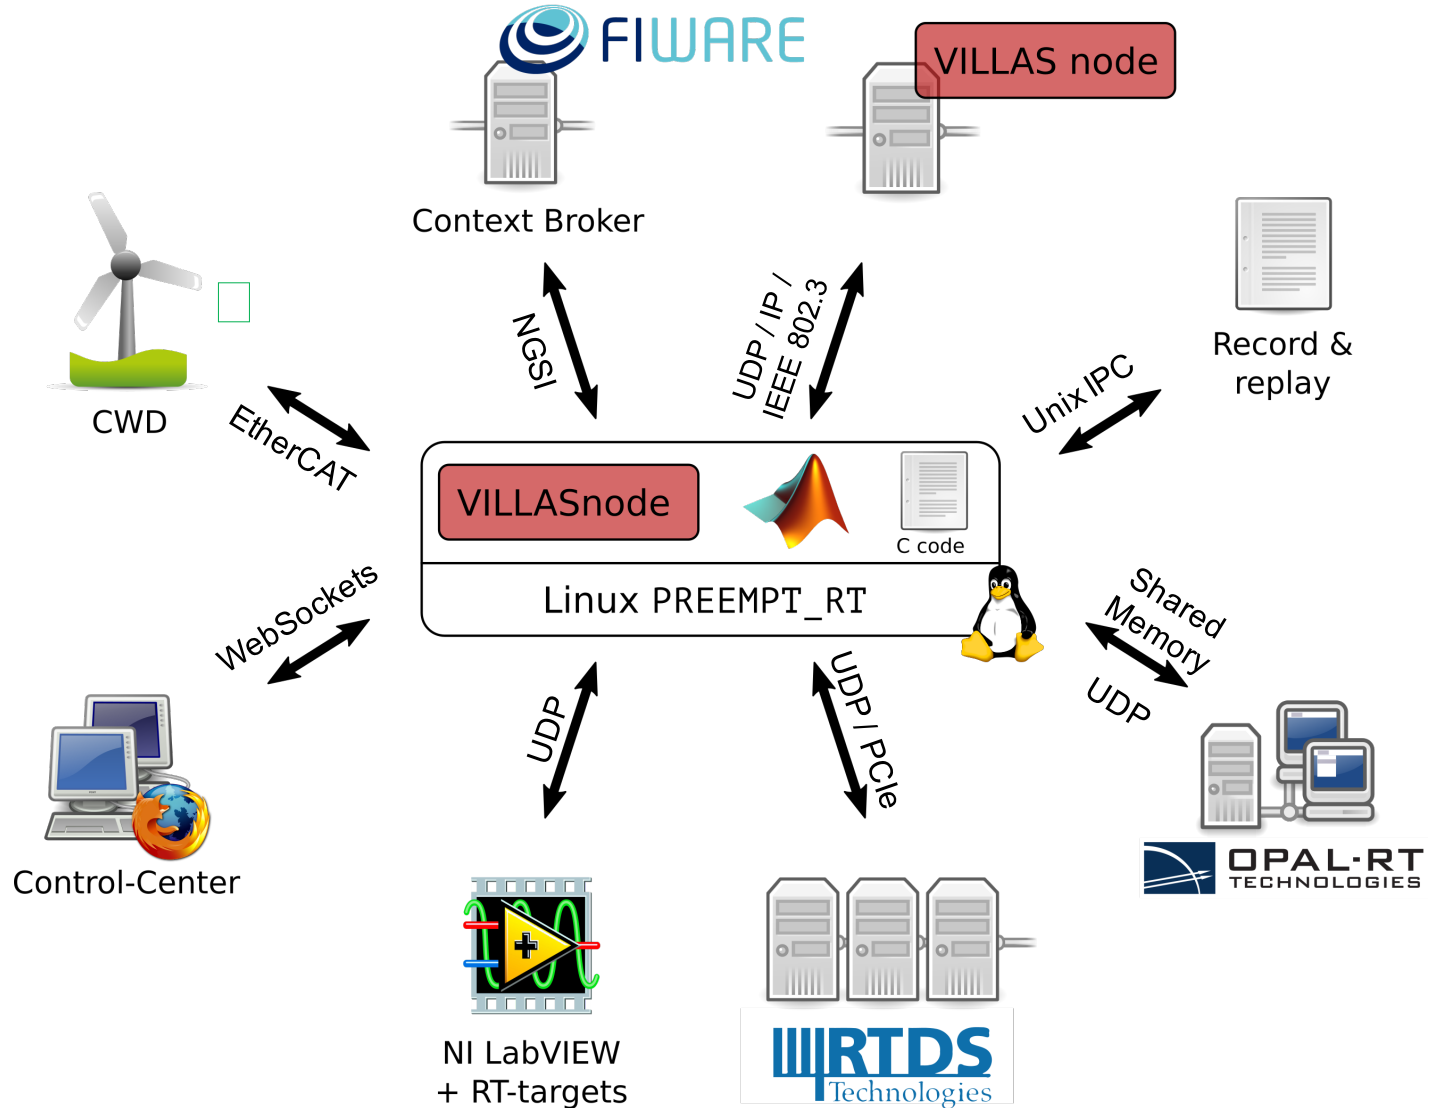 FIWARE
VILLAS node
Context Broker
NGSI
UDP / IP /
IEEE 802.3
Record &
replay
Unix IPC
CWD
EtherCAT
VILLASnode
C code
Linux PREEMPT_RT
WebSockets
Control-Center
Shared
Memory
UDP
OPAL-RT
TECHNOLOGIES
UDP
UDP / PCIe
NI LabVIEW
+ RT-targets
RTDS
Technologies